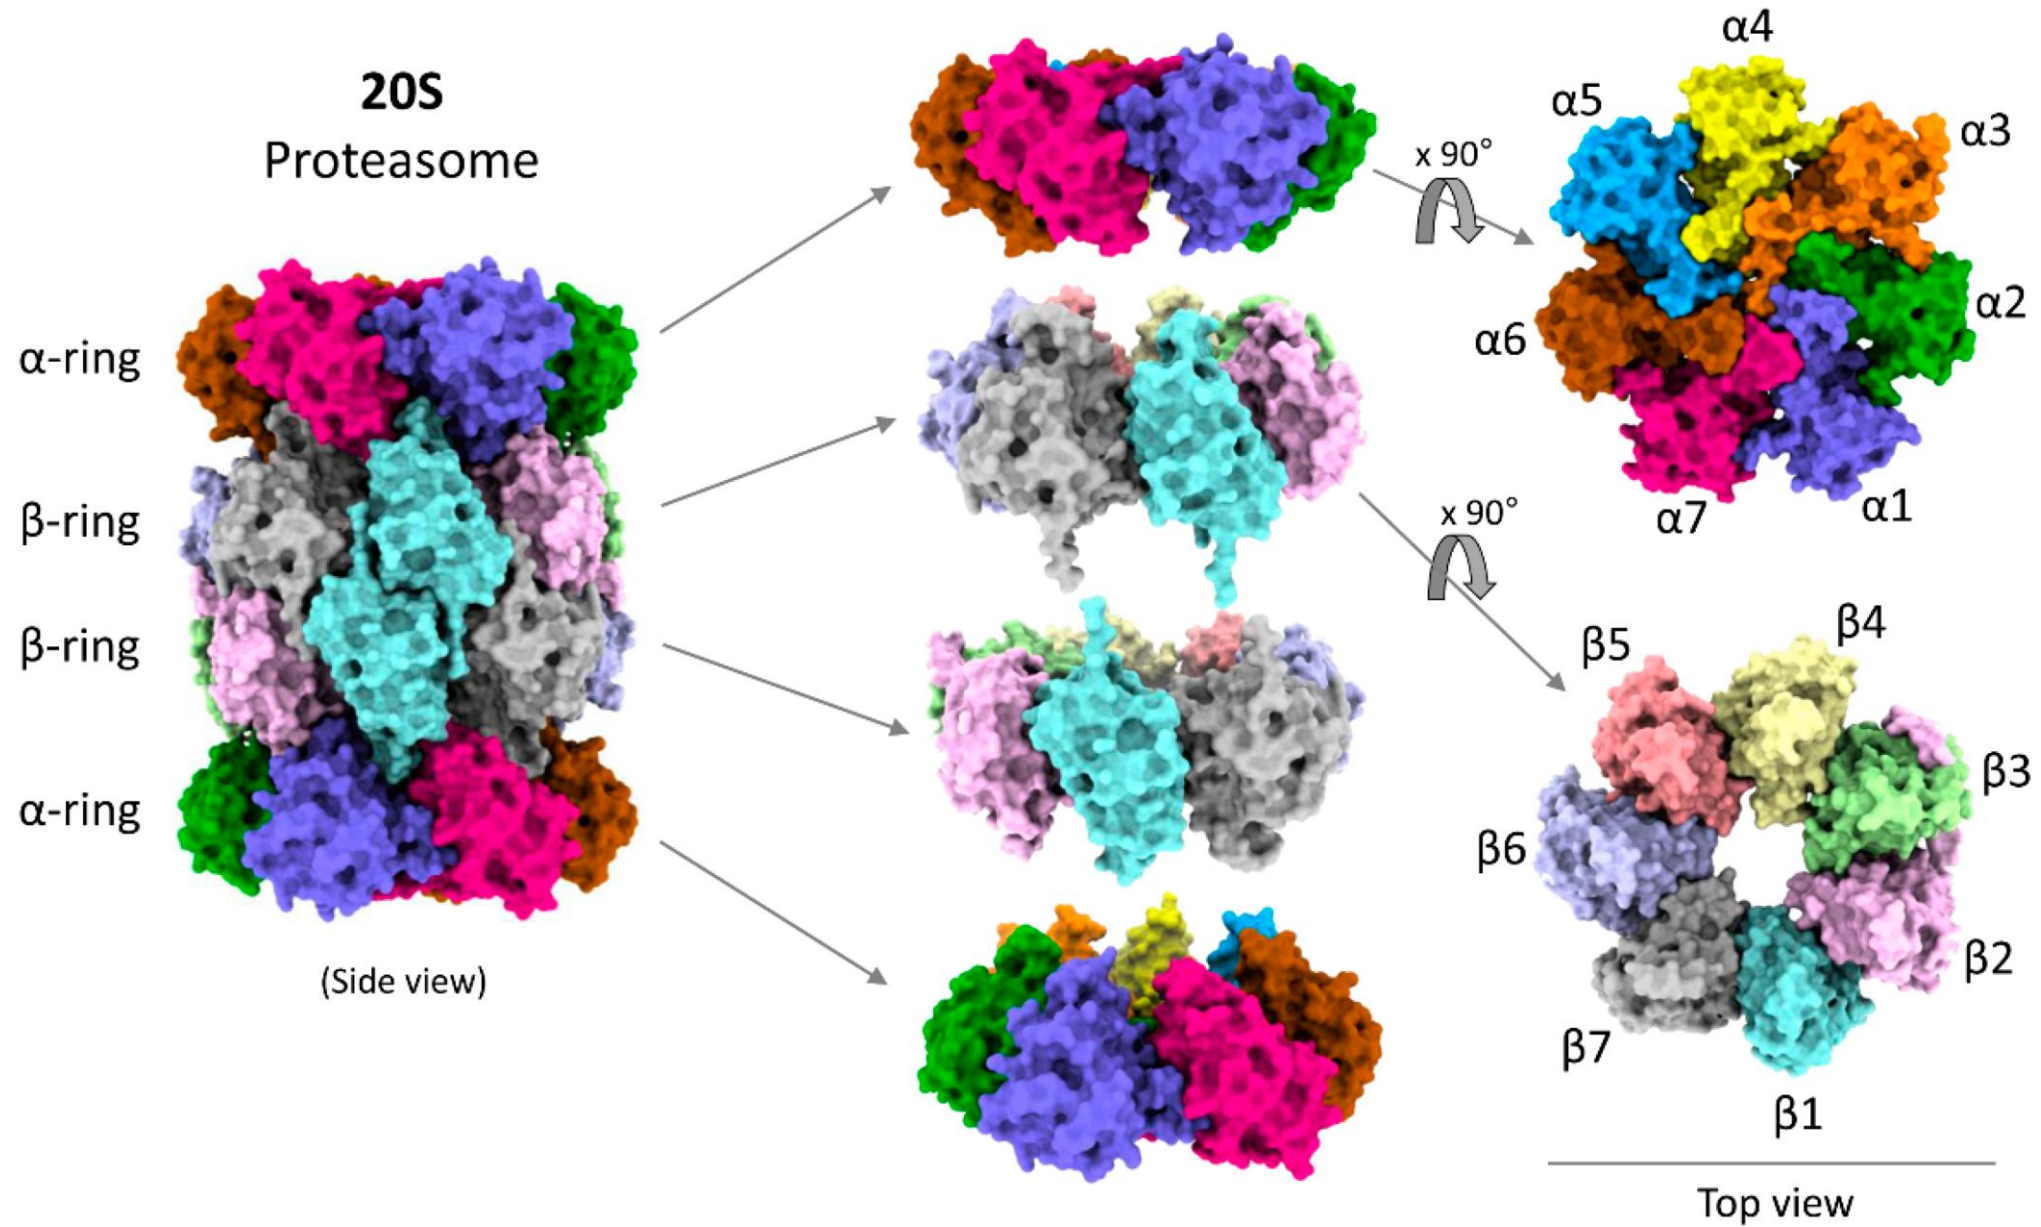 20S
Proteasome
α-ring
β-ring
β-ring
α-ring
(Side view)
x 90°
x 90°
α4
α5
α3
α2
α6
α7
α1
β4
β5
β3
β6
β2
β7
β1
Top view